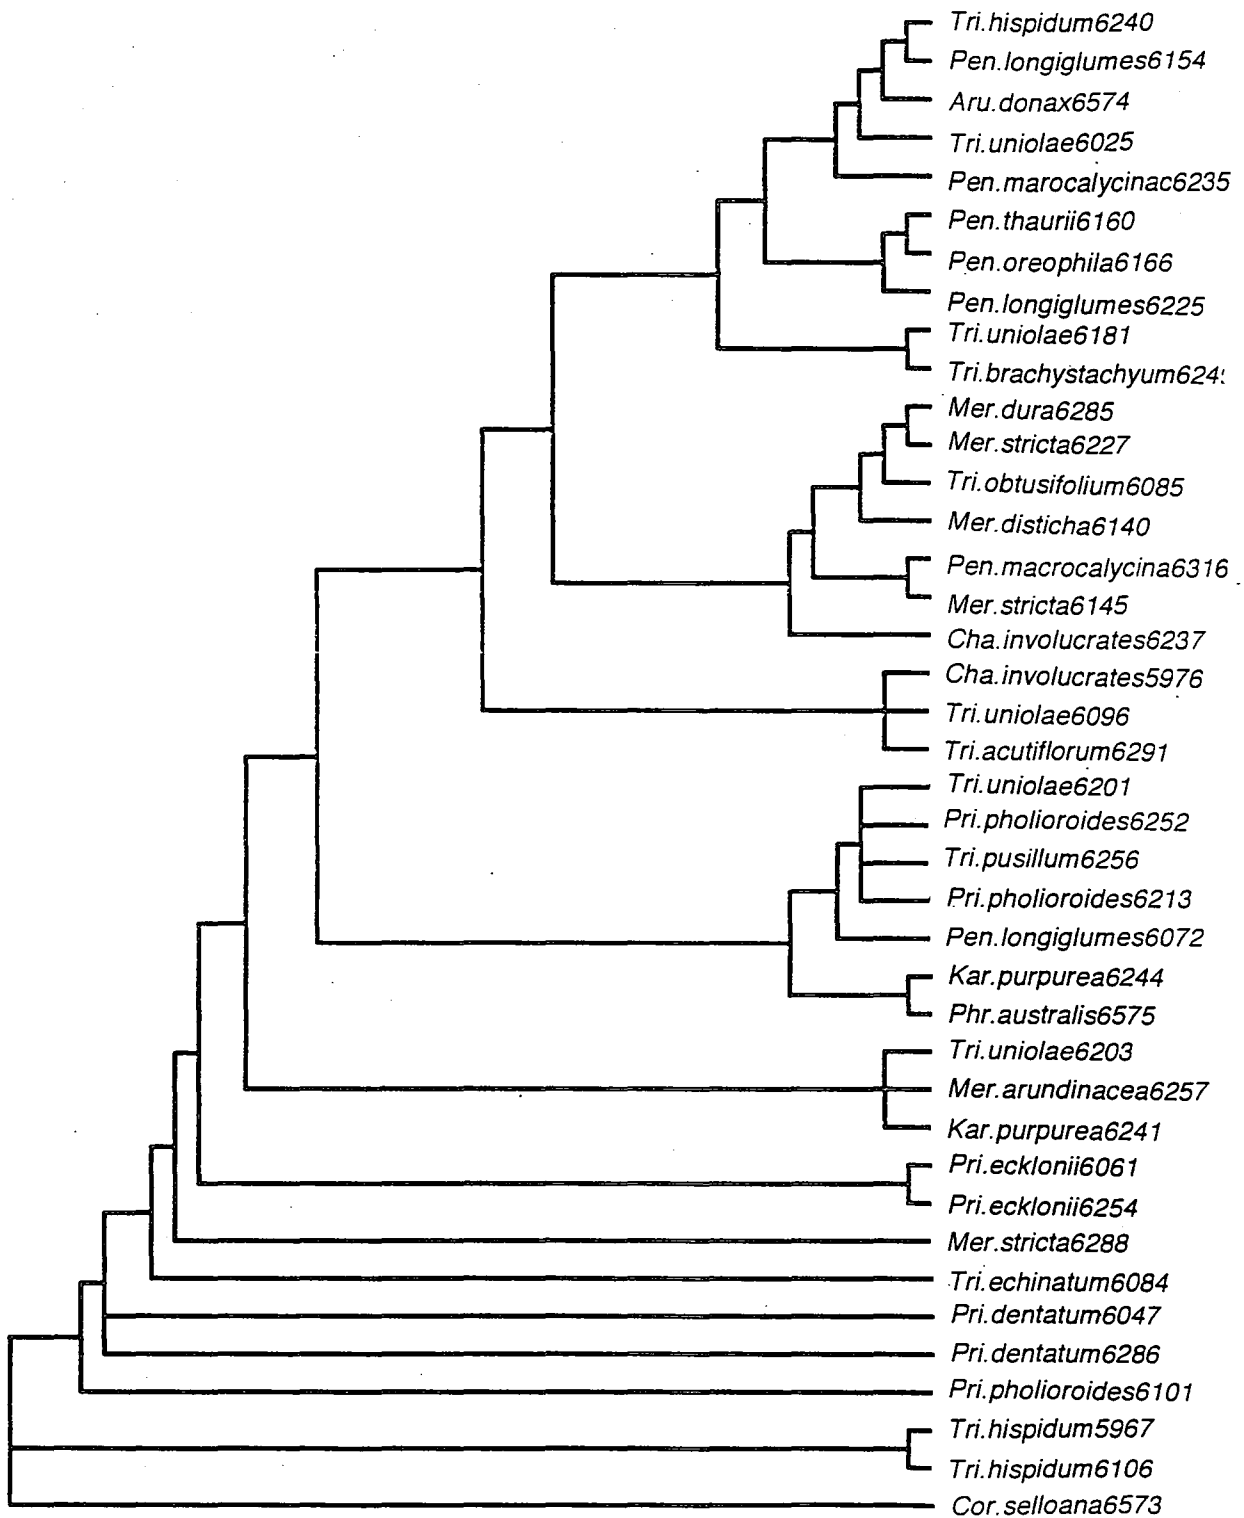 Tri.hispidum6240
Pen.longiglumes6154
Aru.donax6574
Tri.uniolae6025
Pen.marocalycinac6235
Pen.thaurii6160
Pen.oreophila6166
Pen.longiglumes6225
Tri.uniolae6181
Tri.brachystachyum624
Mer.dura6285
Mer.stricta6227
Tri.obtusifolium6085
Mer.disticha6140
Pen.macrocalycina6316
Mer.stricta6145
Cha.involucrates6237
Cha.involucrates5976
Tri.uniolae6096
Tri.acutiflorum6291
Tri.uniolae6201
Pri.pholioroides6252
Tri.pusillum6256
Pri.pholioroides6213
Pen.longiglumes6072
Kar.purpurea6244
Phr.australis6575
Tri.uniolae6203
Mer.arundinacea6257
Kar.purpurea6241
Pri.ecklonii6061
Pri.ecklonii6254
Mer.stricta6288
Tri.echinatum6084
Pri.dentatum6047
Pri.dentatum6286
Pri.pholioroides6101
Tri.hispidum5967
Tri.hispidum6106
Cor.selloana6573